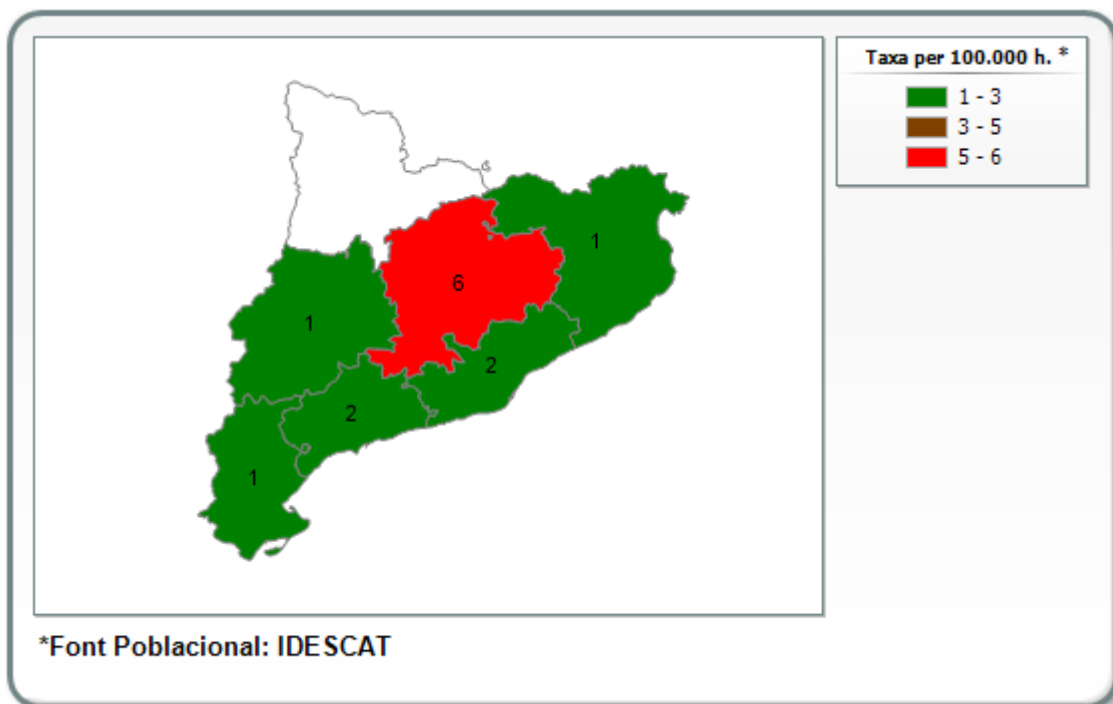 Taxa per 100.000 h. *
1 - 3
3 - 5
5 - 6
1
6
1
2
2
1
*Font Poblacional: IDESCAT